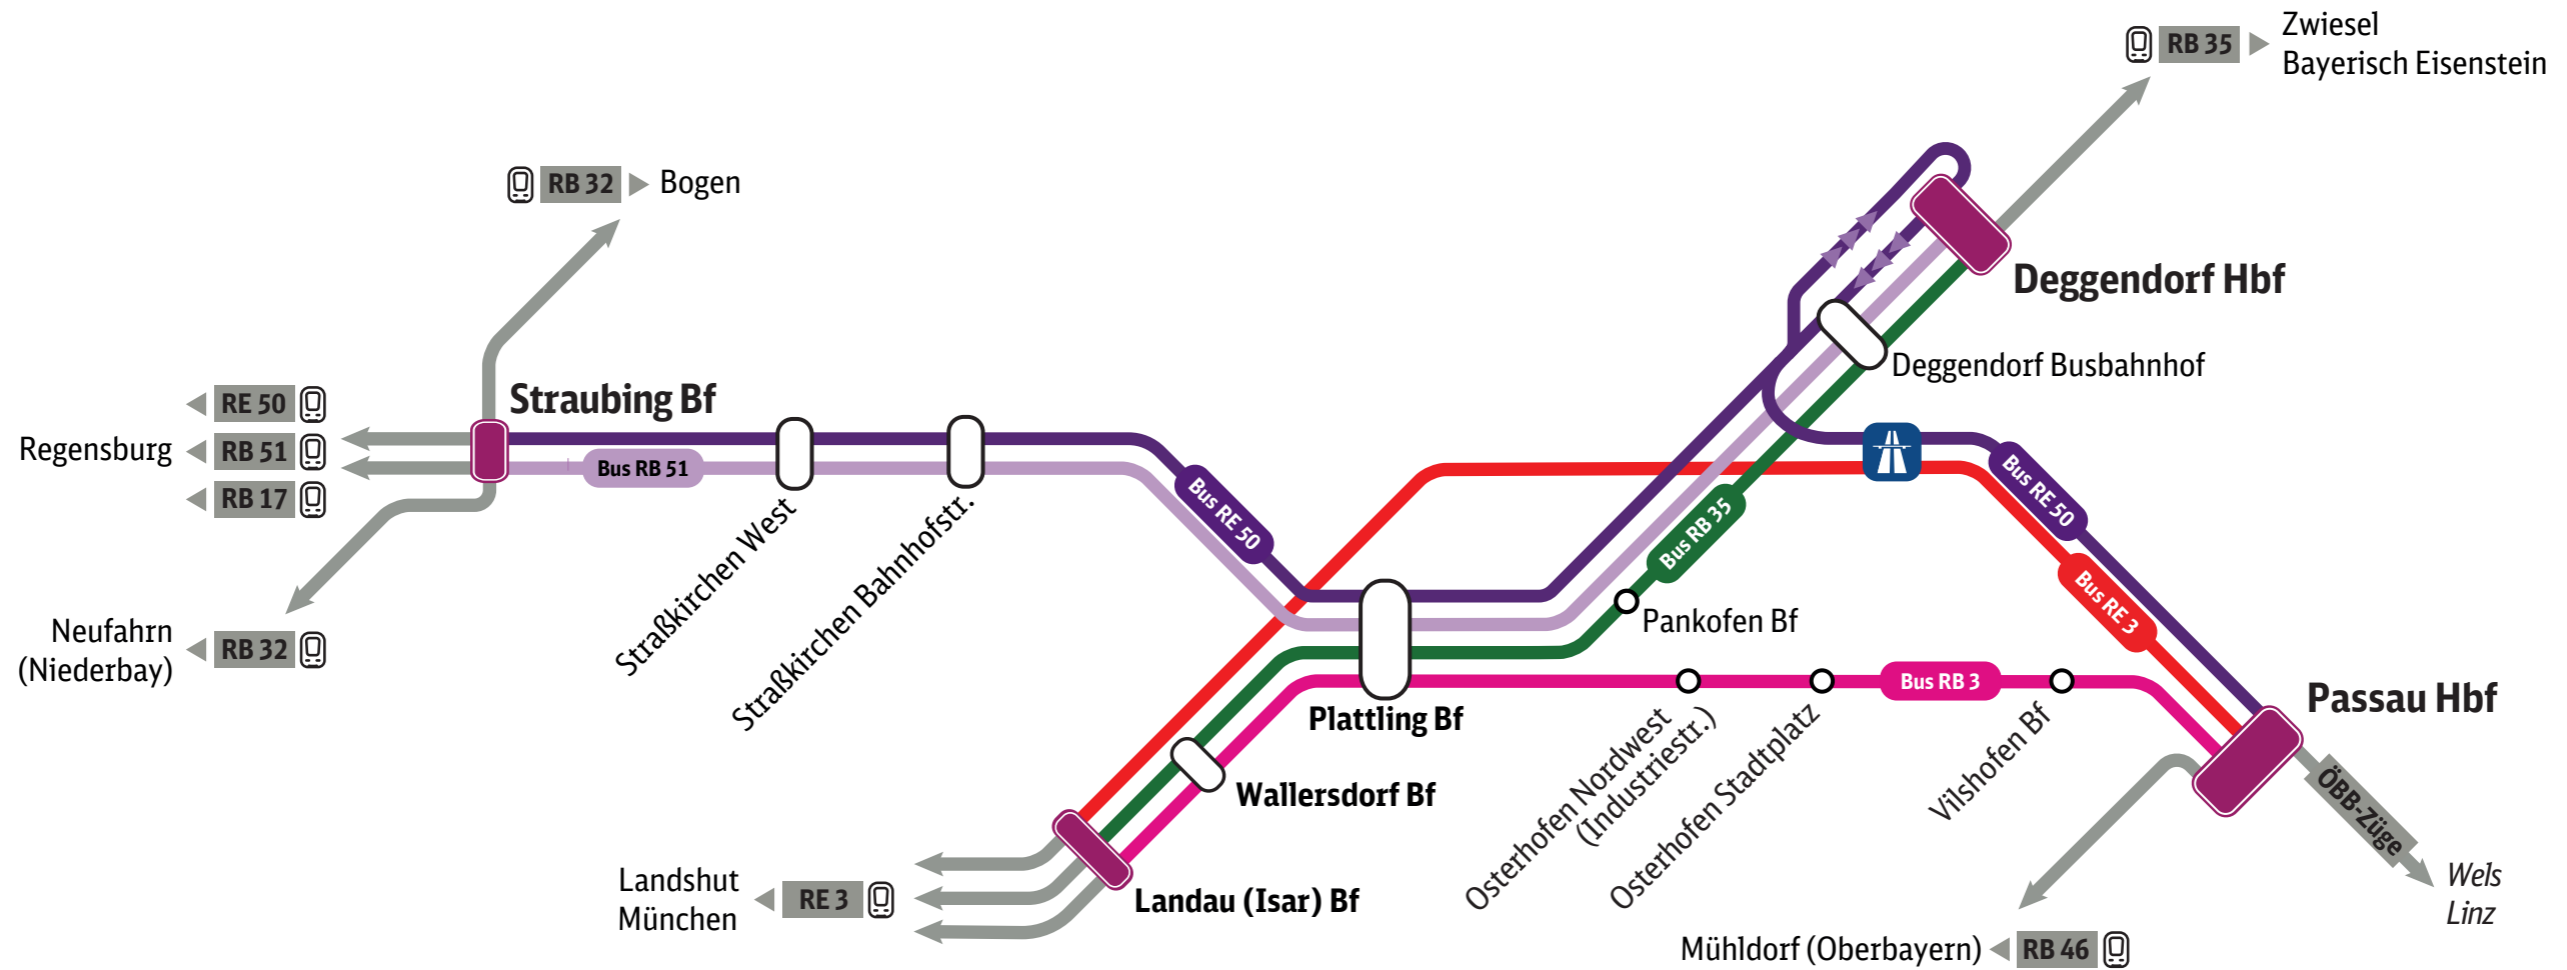 RB 35
Zwiesel
Bayerisch Eisenstein
RB 32
Bogen
Deggendorf Hbf
Deggendorf Busbahnhof
Straubing Bf
RE 50
Regensburg
RB 51
RB 17
Bus RB 51
Straßkirchen West
Straßkirchen Bahnhofstr.
Bus RE 50
Bus RE 50
Bus RB 35
Bus RE 3
Neufahrn
(Niederbay)
RB 32
Pankofen Bf
Bus RB 3
Plattling Bf
Passau Hbf
Osterhofen Nordwest
(Industriestr.)
Osterhofen Stadtplatz
Vilshofen Bf
Wallersdorf Bf
Landshut
München
RE 3
Landau (Isar) Bf
ÖBB-Züge
Wels
Linz
Mühldorf (Oberbayern)
RB 46